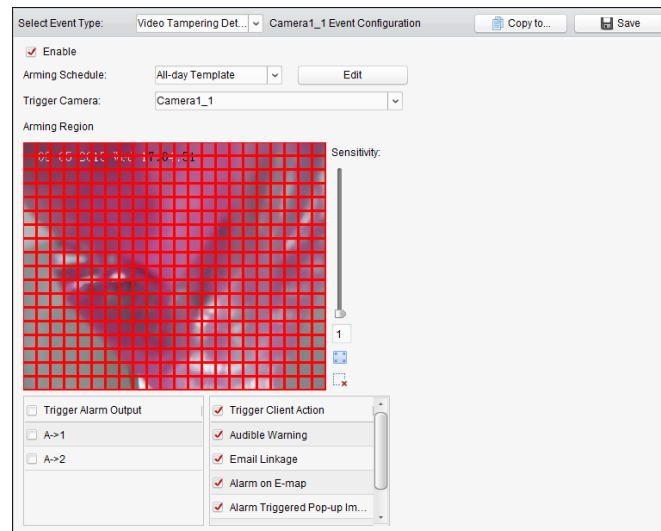 Select Event Type: Video Tampering Det... Camera1_1 Event Configuration Copy to... Save
Enable
Arming Schedule: All-day Template Edit
Trigger Camera: Camera1_1
Arming Region
Sensitivity:
1
Trigger Alarm Output
A->1
A->2
Trigger Client Action
Audible Warning
Email Linkage
Alarm on E-map
Alarm Triggered Pop-up Im...